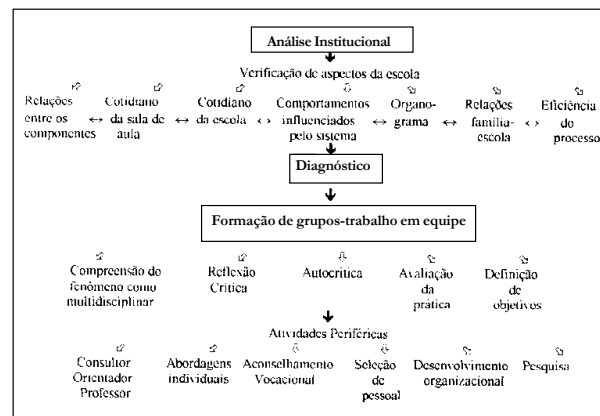 Análise Institucional
Verificação de aspectos da escola
Relações entre os componentes ↔ Cotidiano da sala de aula ↔ Cotidiano da escola ↔ Comportamentos influenciados pelo sistema ↔ Organograma ↔ Relações familia-escola ↔ Eficiência do processo
Diagnóstico
Formação de grupos-trabalho em equipe
Compreensão do fenômeno como multidisciplinar
Reflexão Crítica
Autocrítica
Avaliação da prática
Definição de objetivos
Atividades Periféricas
Consultor Orientador Professor
Abordagens individuais
Aconselhamento Vocacional
Seleção de pessoal
Desenvolvimento organizacional
Pesquisa